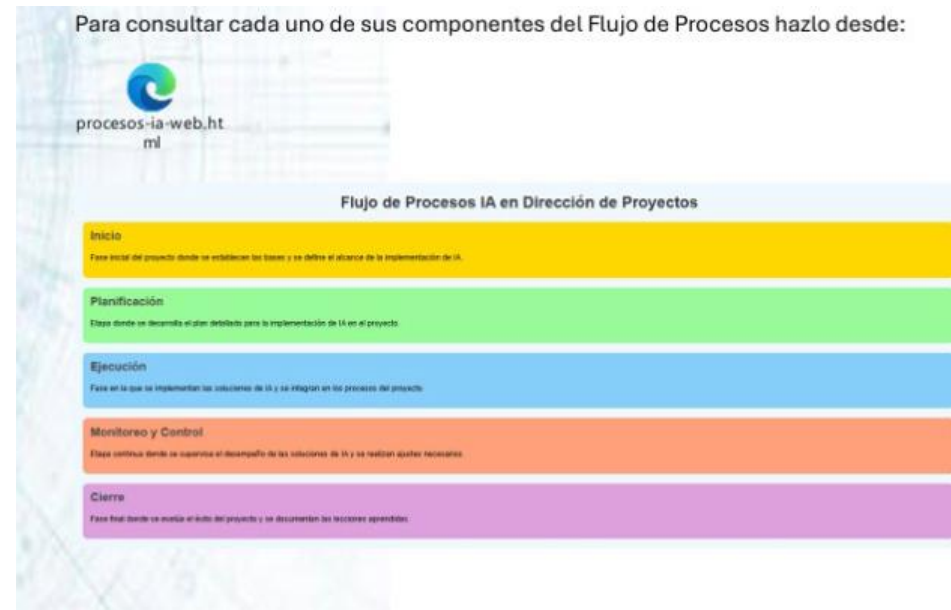 Para consultar cada uno de sus componentes del Flujo de Procesos hazlo desde:
procesos-ia-web.ht
ml
Flujo de Procesos IA en Dirección de Proyectos
Inicio
Fase inicial del proyecto donde se establecen las bases y se define el alcance de la implementación de IA.
Planificación
Etapa donde se desarrolla el plan detallado para la implementación de IA en el proyecto.
Ejecución
Fase en la que se implementan las soluciones de IA y se integran en los procesos del proyecto.
Monitoreo y Control
Etapa continua donde se supervisa el desempeño de las soluciones de IA y se realizan ajustes necesarios.
Cierre
Fase final donde se evalúa el éxito del proyecto y se documentan las lecciones aprendidas.